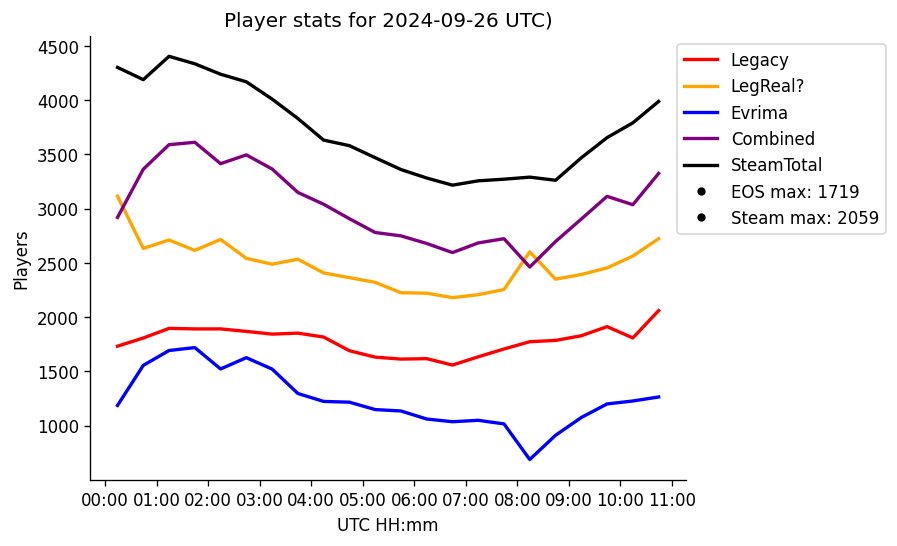 Player stats for 2024-09-26 UTC)
4500
4000
3500
3000
2500
2000
1500
1000
Players
00:00 01:00 02:00 03:00 04:00 05:00 06:00 07:00 08:00 09:00 10:00 11:00
UTC HH:mm
Legacy
LegReal?
Evrima
Combined
SteamTotal
EOS max: 1719
Steam max: 2059